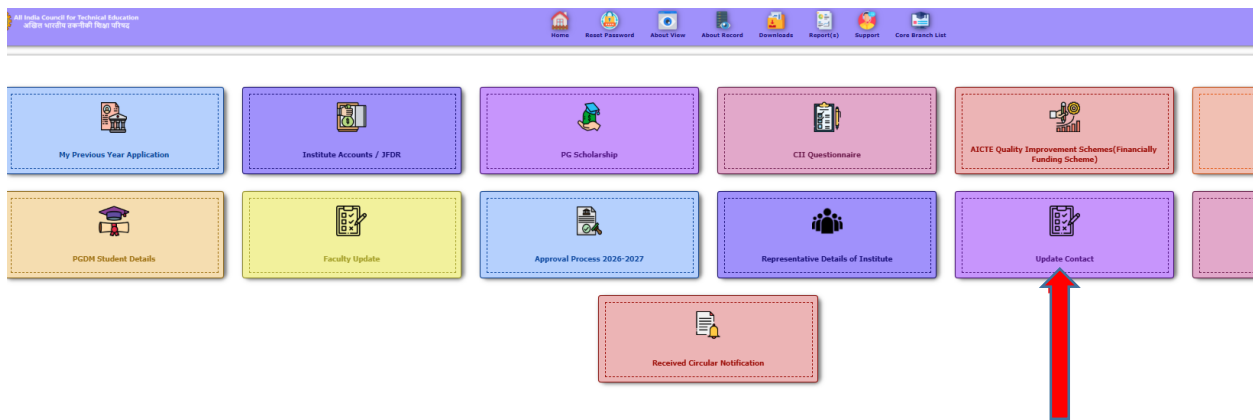 All India Council for Technical Education
अखिल भारतीय तकनीकी शिक्षा परिषद
Home
Reset Password
About View
About Record
Downloads
Report(s)
Support
Core Branch List
My Previous Year Application
Institute Accounts / JFDR
PG Scholarship
CII Questionnaire
AICTE Quality Improvement Schemes(Financially
Funding Scheme)
PGDM Student Details
Faculty Update
Approval Process 2026-2027
Representative Details of Institute
Update Contact
Received Circular Notification